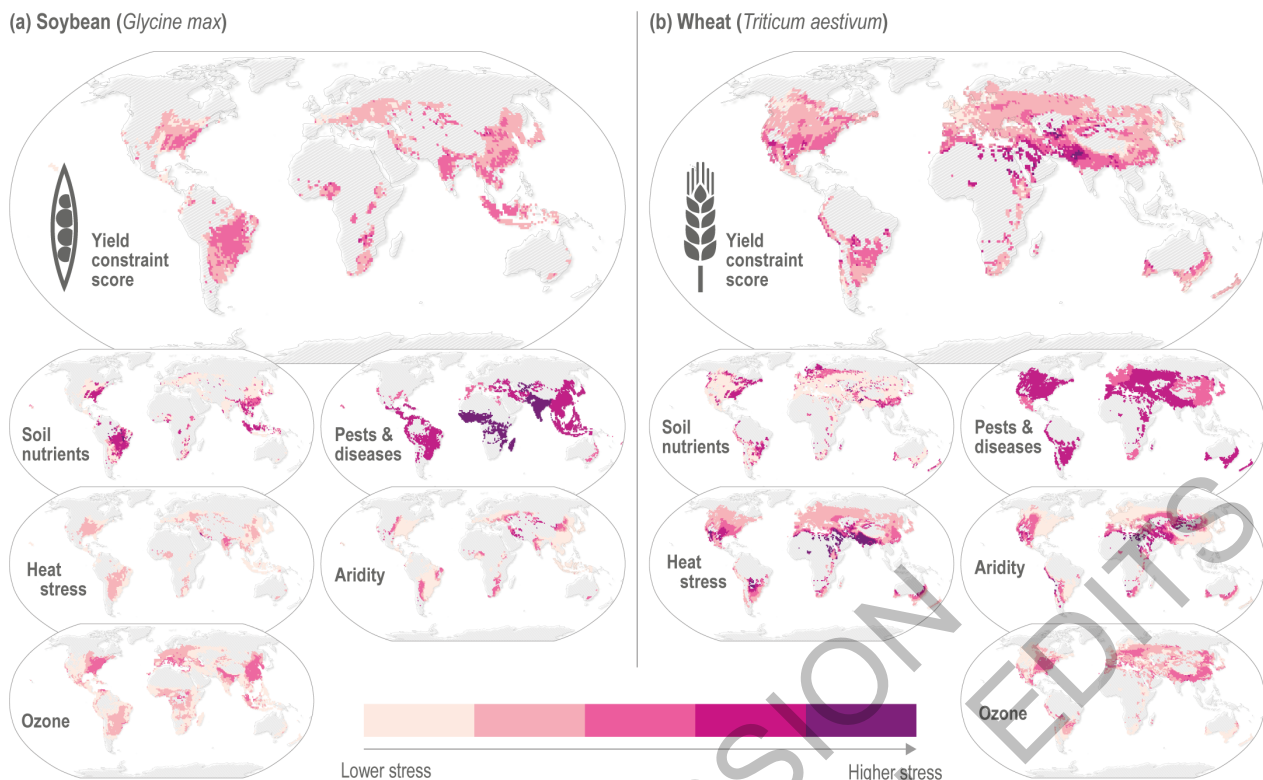 (a) Soybean (Glycine max)
Yield
constraint
score
Soil
nutrients
Pests &
diseases
Heat
stress
Aridity
Ozone
(b) Wheat (Triticum aestivum)
Yield
constraint
score
Soil
nutrients
Pests &
diseases
Heat
stress
Aridity
Ozone
Lower stress
Higher stress
SION
EDITS